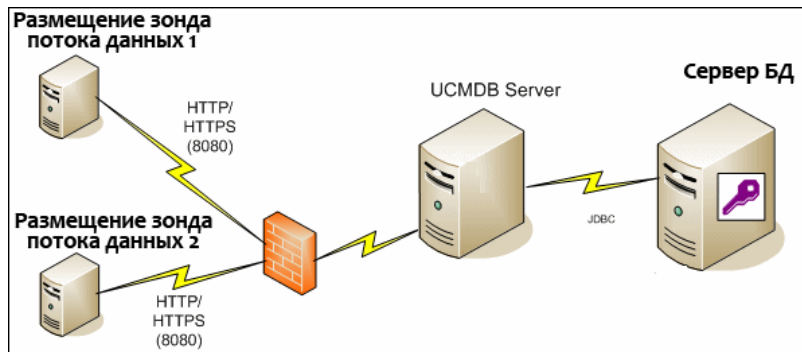 Размещение зонда
потока данных 1
HTTP/
HTTPS
(8080)
UCMDB Server
Сервер БД
JDBC
Размещение зонда
потока данных 2
HTTP/
HTTPS
(8080)